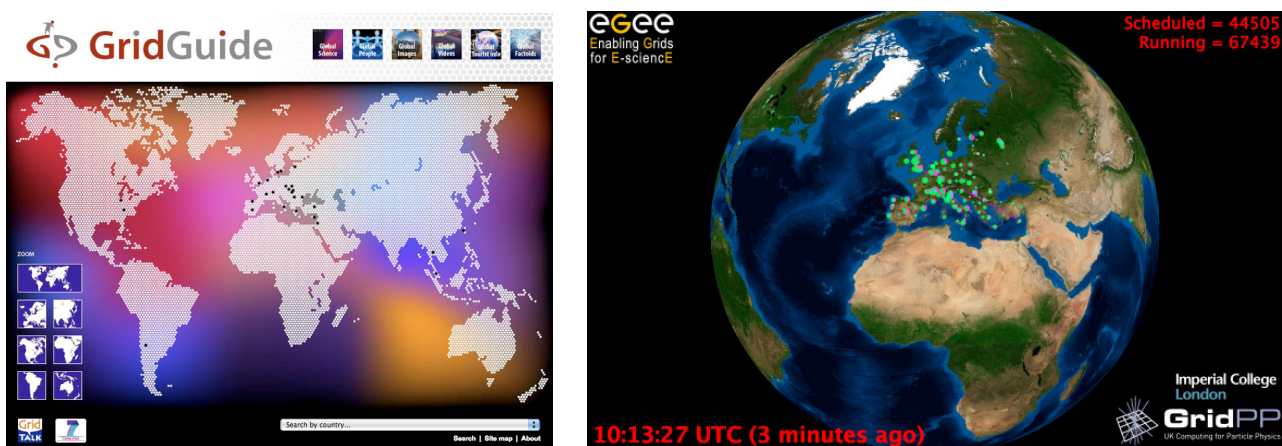 GridGuide
Global Science
Global People
Global Images
Global Videos
Global Tourist info
Global Factoids
ZOOM
Grid TALK
7
Search by country...
Search | Site map | About
eGee
Enabling Grids
for E-sciencE
Scheduled = 44505
Running = 67439
10:13:27 UTC (3 minutes ago)
Imperial College
London
GridPP
UK Computing for Particle Physics